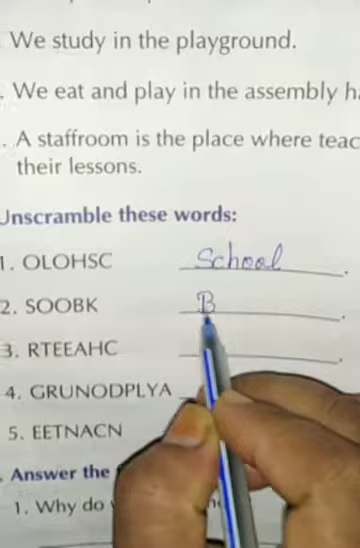 We study in the playground.
. We eat and play in the assembly
. A staffroom is the place where
their lessons.
Unscramble these words:
1. OLOHSC School .
2. SOOBK B .
3. RTEEAHC .
4. GRUNODPLYA
5. EETNACN
. Answer the
1. Why do